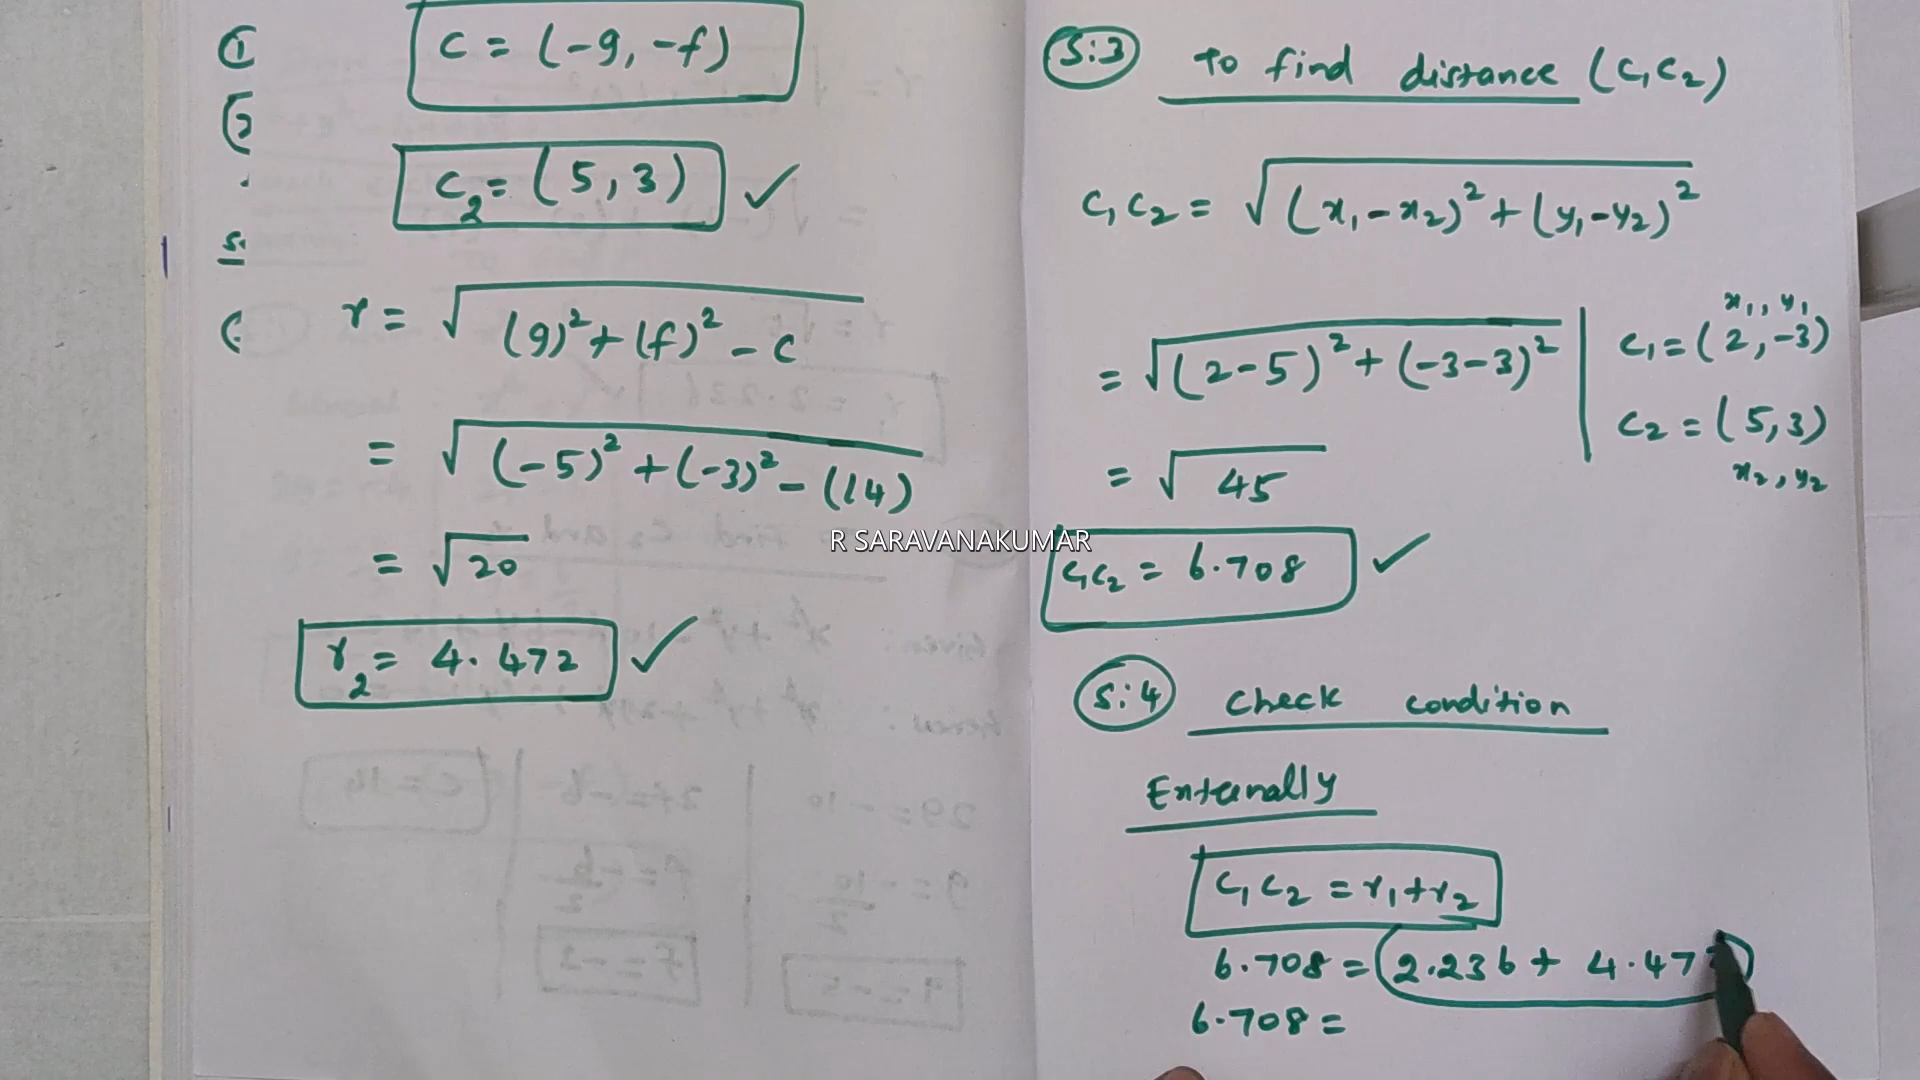 ①
②
S:
(
C = (-g, -f)
C₂ = (5, 3) ✓
r = √(g)² + (f)² - c
= √(-5)² + (-3)² - (14)
= √20
r₂ = 4.472 ✓
S:3 To find distance (C₁C₂)
C₁C₂ = √(x₁-x₂)² + (y₁-y₂)²
= √(2-5)² + (-3-3)²
x₁, y₁
C₁ = (2, -3)
C₂ = (5, 3)
x₂, y₂
= √45
C₁C₂ = 6.708 ✓
S:4 Check condition
Externally
C₁C₂ = r₁+r₂
6.708 = 2.236 + 4.47
6.708 =
R SARAVANAKUMAR